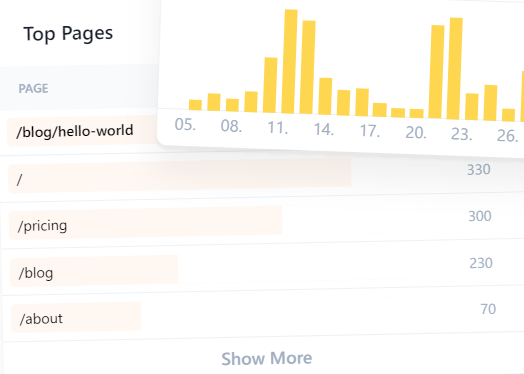 Top Pages
PAGE
05. 08. 11. 14. 17. 20. 23. 26.
/blog/hello-world
/ 330
/pricing 300
/blog 230
/about 70
Show More